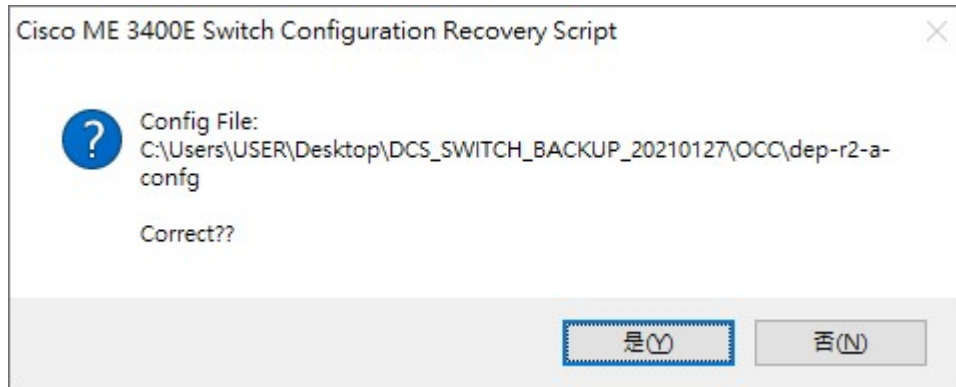 Cisco ME 3400E Switch Configuration Recovery Script
?
Config File:
C:\Users\USER\Desktop\DCS_SWITCH_BACKUP_20210127\OCC\dep-r2-a-
confg
Correct??
是(Y)
否(N)